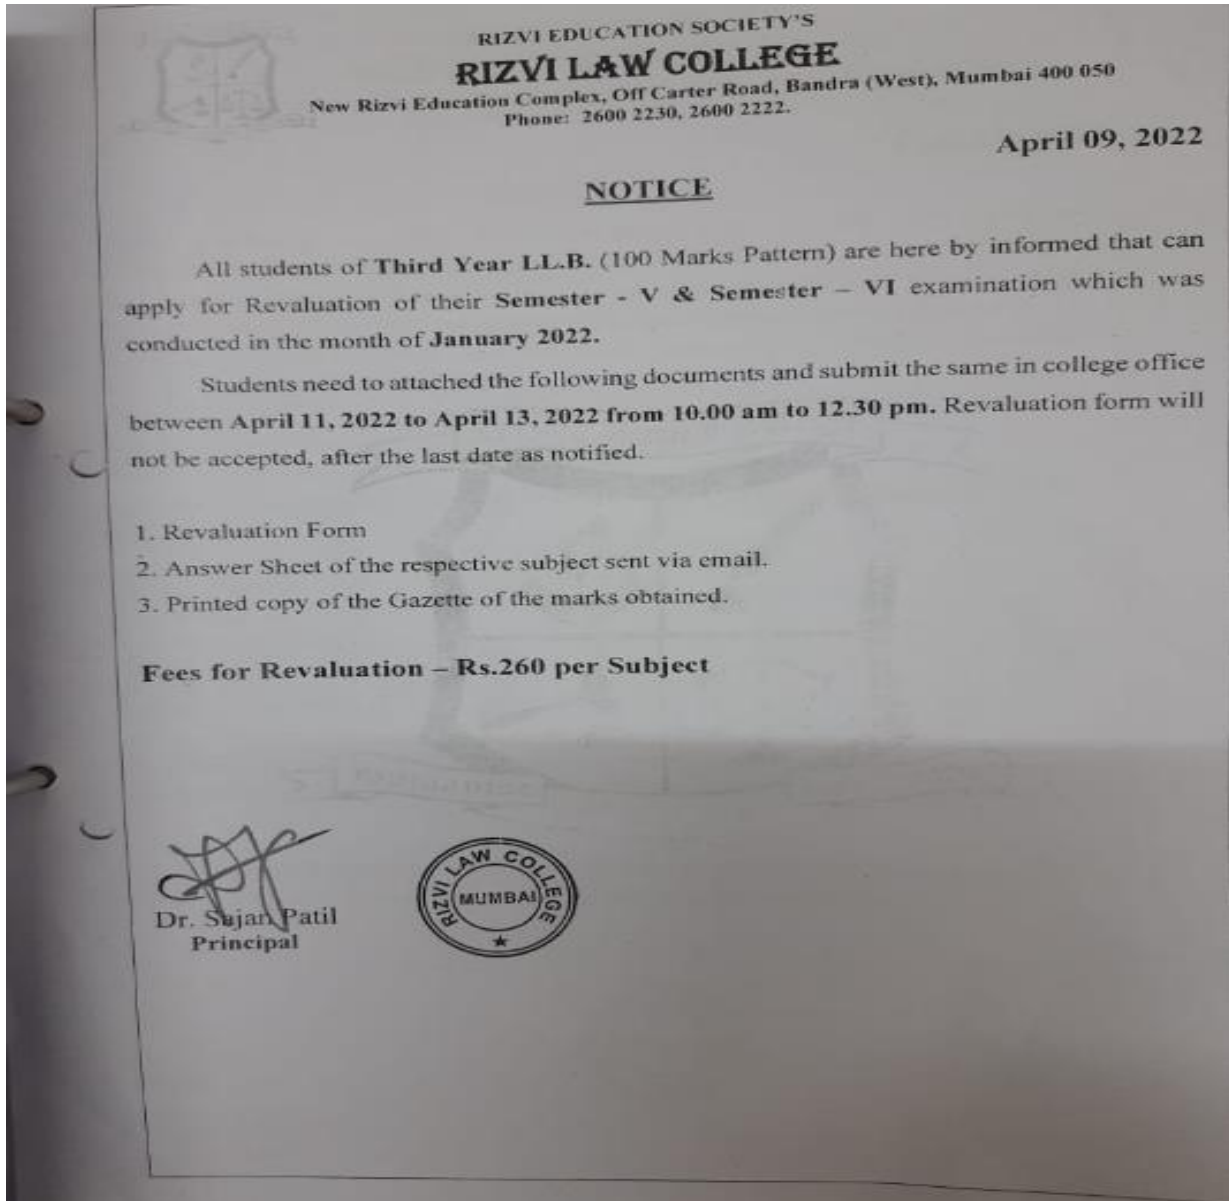 RIZVI EDUCATION SOCIETY'S
RIZVI LAW COLLEGE
New Rizvi Education Complex, Off Carter Road, Bandra (West), Mumbai 400 050
Phone: 2600 2230, 2600 2222.
April 09, 2022
NOTICE
All students of Third Year LL.B. (100 Marks Pattern) are here by informed that can
apply for Revaluation of their Semester - V & Semester – VI examination which was
conducted in the month of January 2022.
Students need to attached the following documents and submit the same in college office
between April 11, 2022 to April 13, 2022 from 10.00 am to 12.30 pm. Revaluation form will
not be accepted, after the last date as notified.
1. Revaluation Form
2. Answer Sheet of the respective subject sent via email.
3. Printed copy of the Gazette of the marks obtained.
Fees for Revaluation – Rs.260 per Subject
Dr. Sajan Patil
Principal
RIZVI LAW COLLEGE
MUMBAI